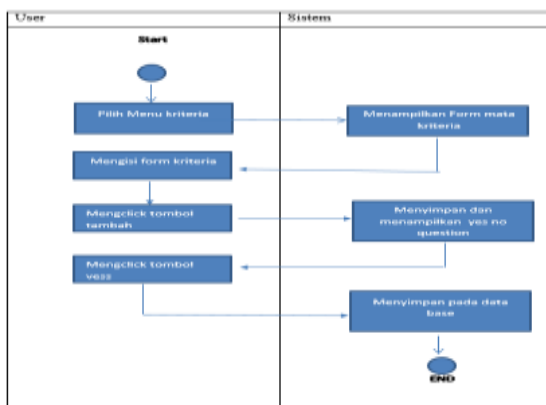 User
Sistem
Start
Pilih Menu kriteria
Menampilkan Form mata
kriteria
Mengisi form kriteria
Mengclick tombol
tambah
Menyimpan dan
menampilkan yes no
question
Mengclick tombol
yess
Menyimpan pada data
base
END